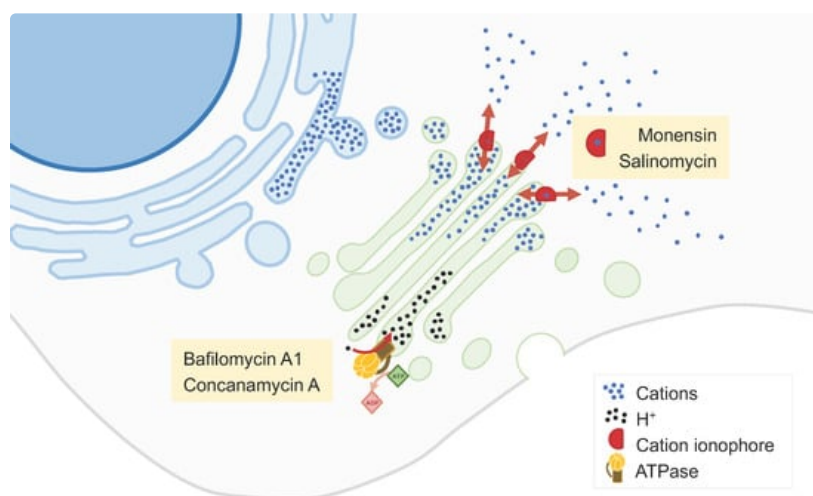 Monensin
Salinomycin
Bafilomycin A1
Concanamycin A
ATP
ADP
Cations
H⁺
Cation ionophore
ATPase